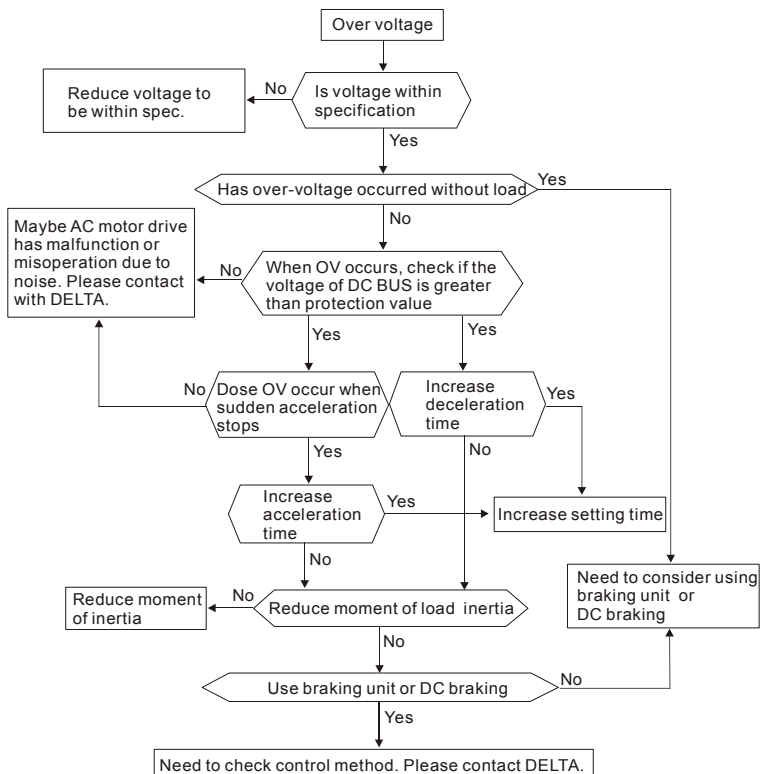 Over voltage
Reduce voltage to
be within spec.
No
Is voltage within
specification
Yes
Has over-voltage occurred without load
Yes
No
Maybe AC motor drive
has malfunction or
misoperation due to
noise. Please contact
with DELTA.
No
When OV occurs, check if the
voltage of DC BUS is greater
than protection value
Yes
Yes
No
Dose OV occur when
sudden acceleration
stops
Increase
deceleration
time
Yes
Yes
No
Increase
acceleration
time
Yes
Increase setting time
No
Reduce moment
of inertia
No
Reduce moment of load inertia
Need to consider using
braking unit or
DC braking
No
Use braking unit or DC braking
No
Yes
Need to check control method. Please contact DELTA.